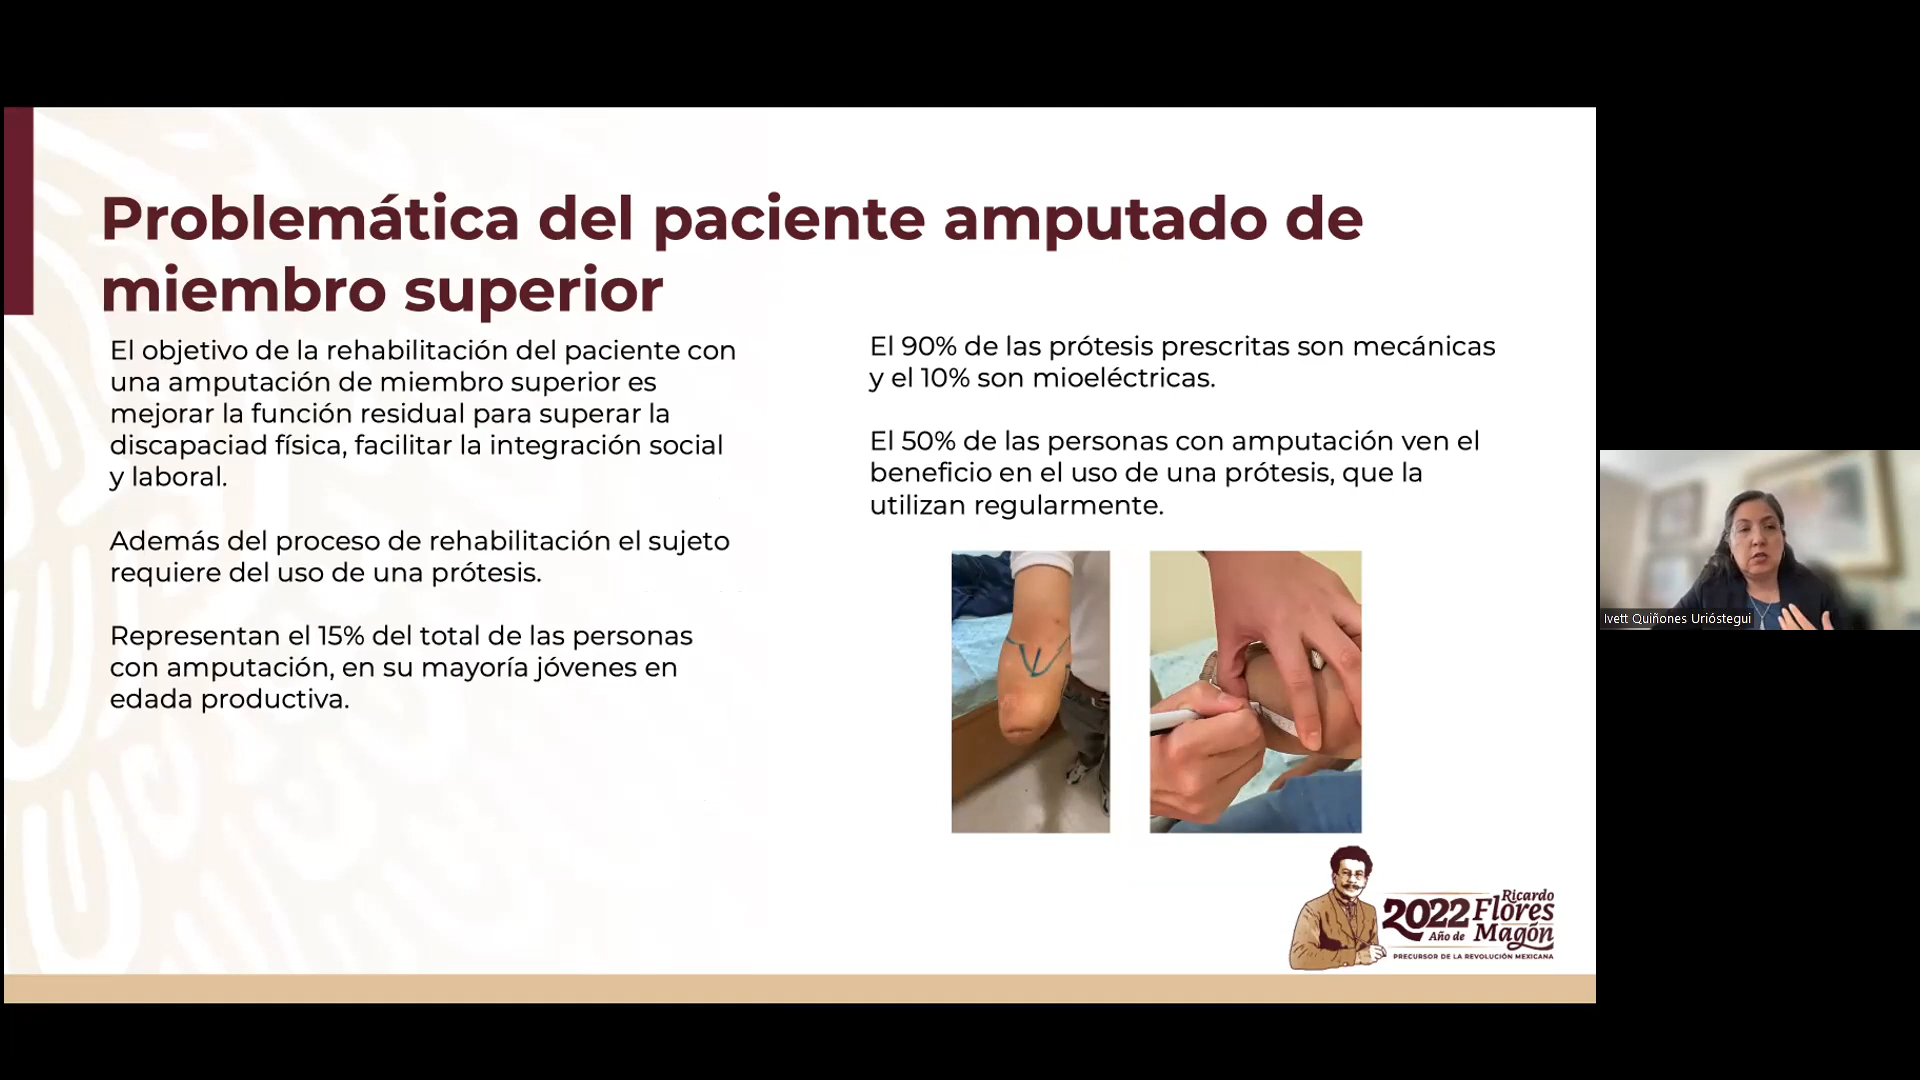 Problemática del paciente amputado de
miembro superior
El objetivo de la rehabilitación del paciente con
una amputación de miembro superior es
mejorar la función residual para superar la
discapaciad física, facilitar la integración social
y laboral.
Además del proceso de rehabilitación el sujeto
requiere del uso de una prótesis.
Representan el 15% del total de las personas
con amputación, en su mayoría jóvenes en
edada productiva.
El 90% de las prótesis prescritas son mecánicas
y el 10% son mioeléctricas.
El 50% de las personas con amputación ven el
beneficio en el uso de una prótesis, que la
utilizan regularmente.
2022 Ricardo
Año de Flores
Magón
PRECURSOR DE LA REVOLUCIÓN MEXICANA
Ivett Quiñones Urióstegui